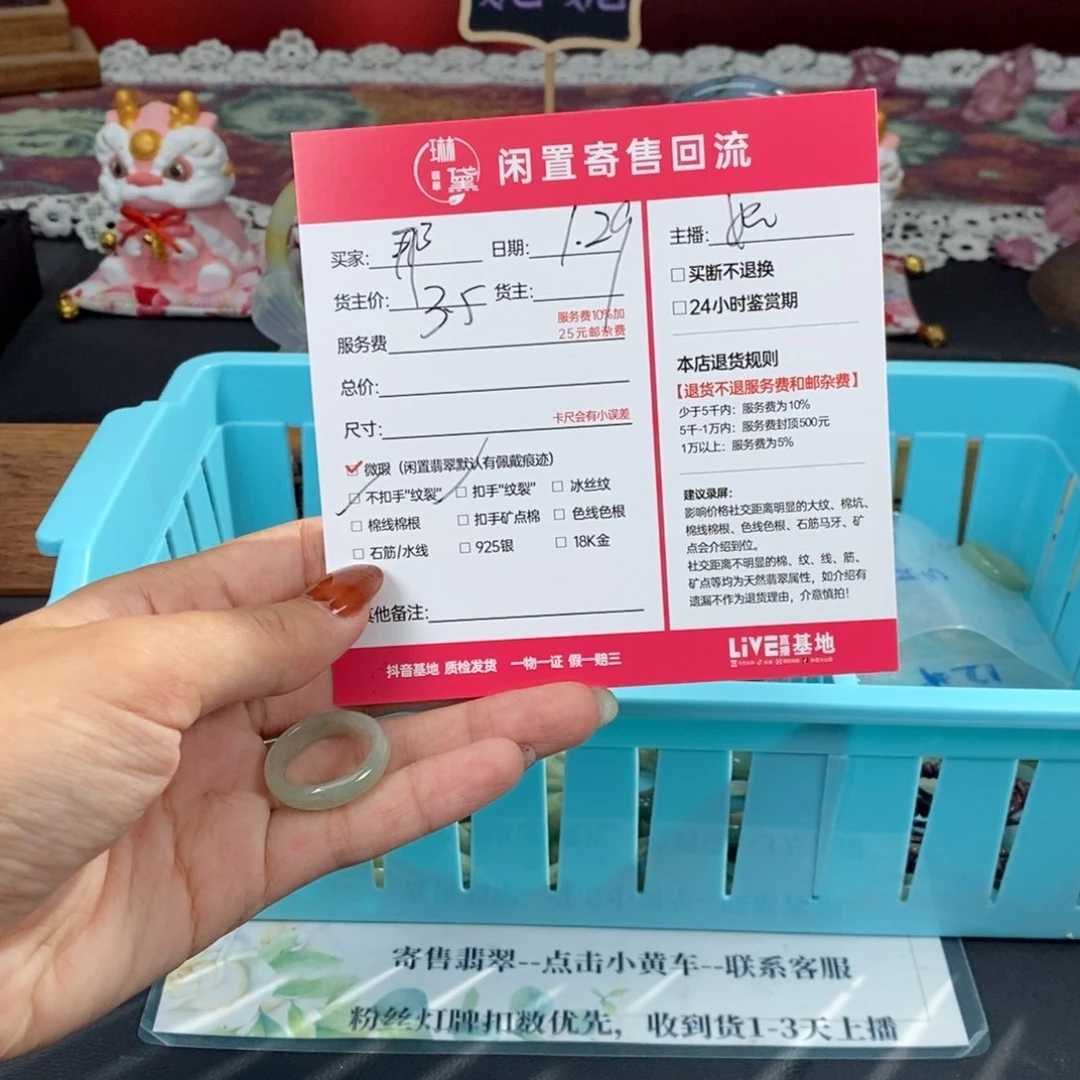 琳
翡翠 黛
闲置寄售回流
买家: 那 日期: 1.29
货主价: 35 货主:
服务费 服务费10%加
25元邮杂费
总价:
尺寸: 卡尺会有小误差
微瑕（闲置翡翠默认有佩戴痕迹）
不扣手"纹裂" 扣手"纹裂" 冰丝纹
棉线棉根 扣手矿点棉 色线色根
石筋/水线 925银 18K金
其他备注:
主播:
买断不退换
24小时鉴赏期
本店退货规则
【退货不退服务费和邮杂费】
少于5千内: 服务费为10%
5千-1万内: 服务费封顶500元
1万以上: 服务费为5%
建议录屏:
影响价格社交距离明显的大纹、棉坑、
棉线棉根、色线色根、石筋马牙、矿
点会介绍到位。
社交距离不明显的棉、纹、线、筋、
矿点等均为天然翡翠属性，如介绍有
遗漏不作为退货理由，介意慎拍！
抖音基地 质检发货 一物一证 假一赔三
LiVE直播基地
寄售翡翠--点击小黄车--联系客服
粉丝灯牌扣数优先，收到货1-3天上播